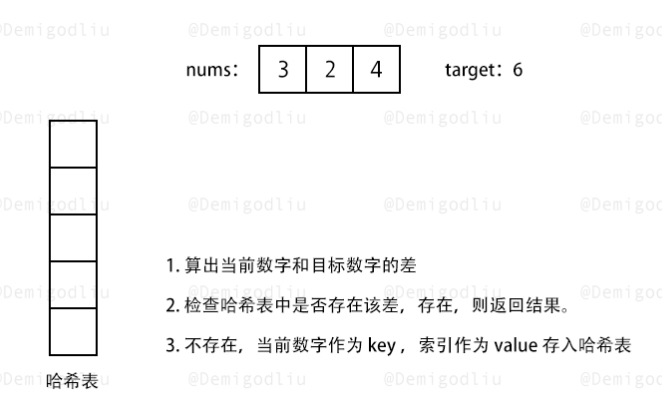 @Demigodliu @Demigodliu @Demigodliu
nums: 3 2 4 target: 6
@Demigodliu @Demigodliu @Demigodliu
@Demigodliu @Demigodliu
1. 算出当前数字和目标数字的差
@Demigodliu @Demigodliu
2. 检查哈希表中是否存在该差，存在，则返回结果。
3. 不存在，当前数字作为 key ，索引作为 value 存入哈希表
哈希表 @Demigodliu @Demigodliu